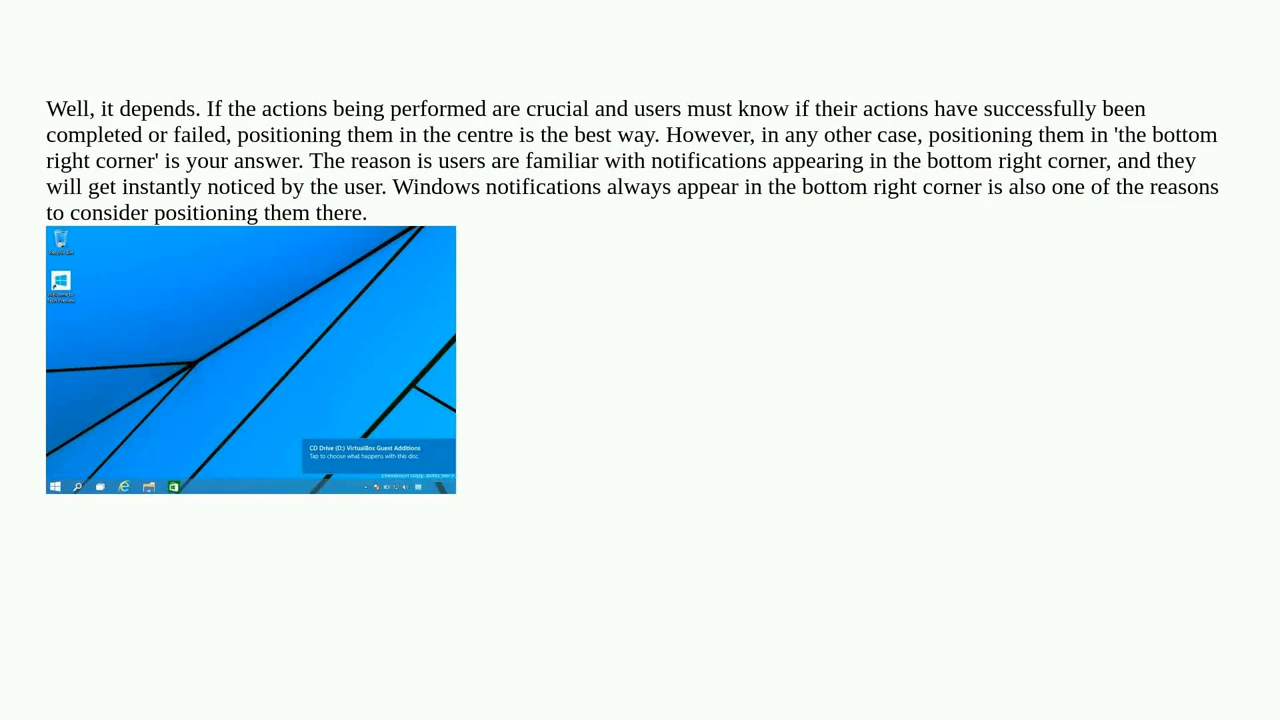 Well, it depends. If the actions being performed are crucial and users must know if their actions have successfully been
completed or failed, positioning them in the centre is the best way. However, in any other case, positioning them in 'the bottom
right corner' is your answer. The reason is users are familiar with notifications appearing in the bottom right corner, and they
will get instantly noticed by the user. Windows notifications always appear in the bottom right corner is also one of the reasons
to consider positioning them there.
Recycle Bin
CD Drive (D:) VirtualBox Guest Additions
Tap to choose what happens with this disc.